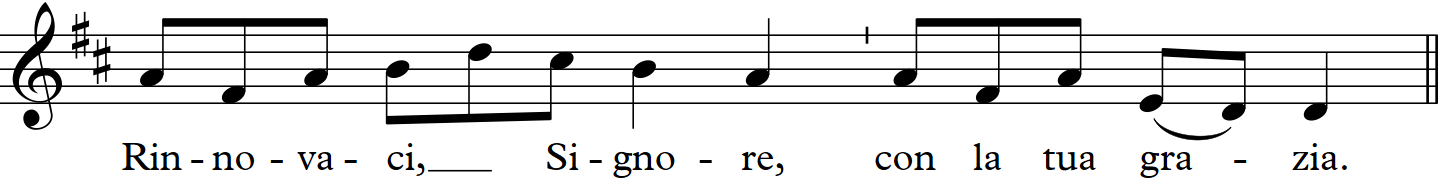 Rin - no - va - ci, Si - gno - re, con la tua gra - zia.